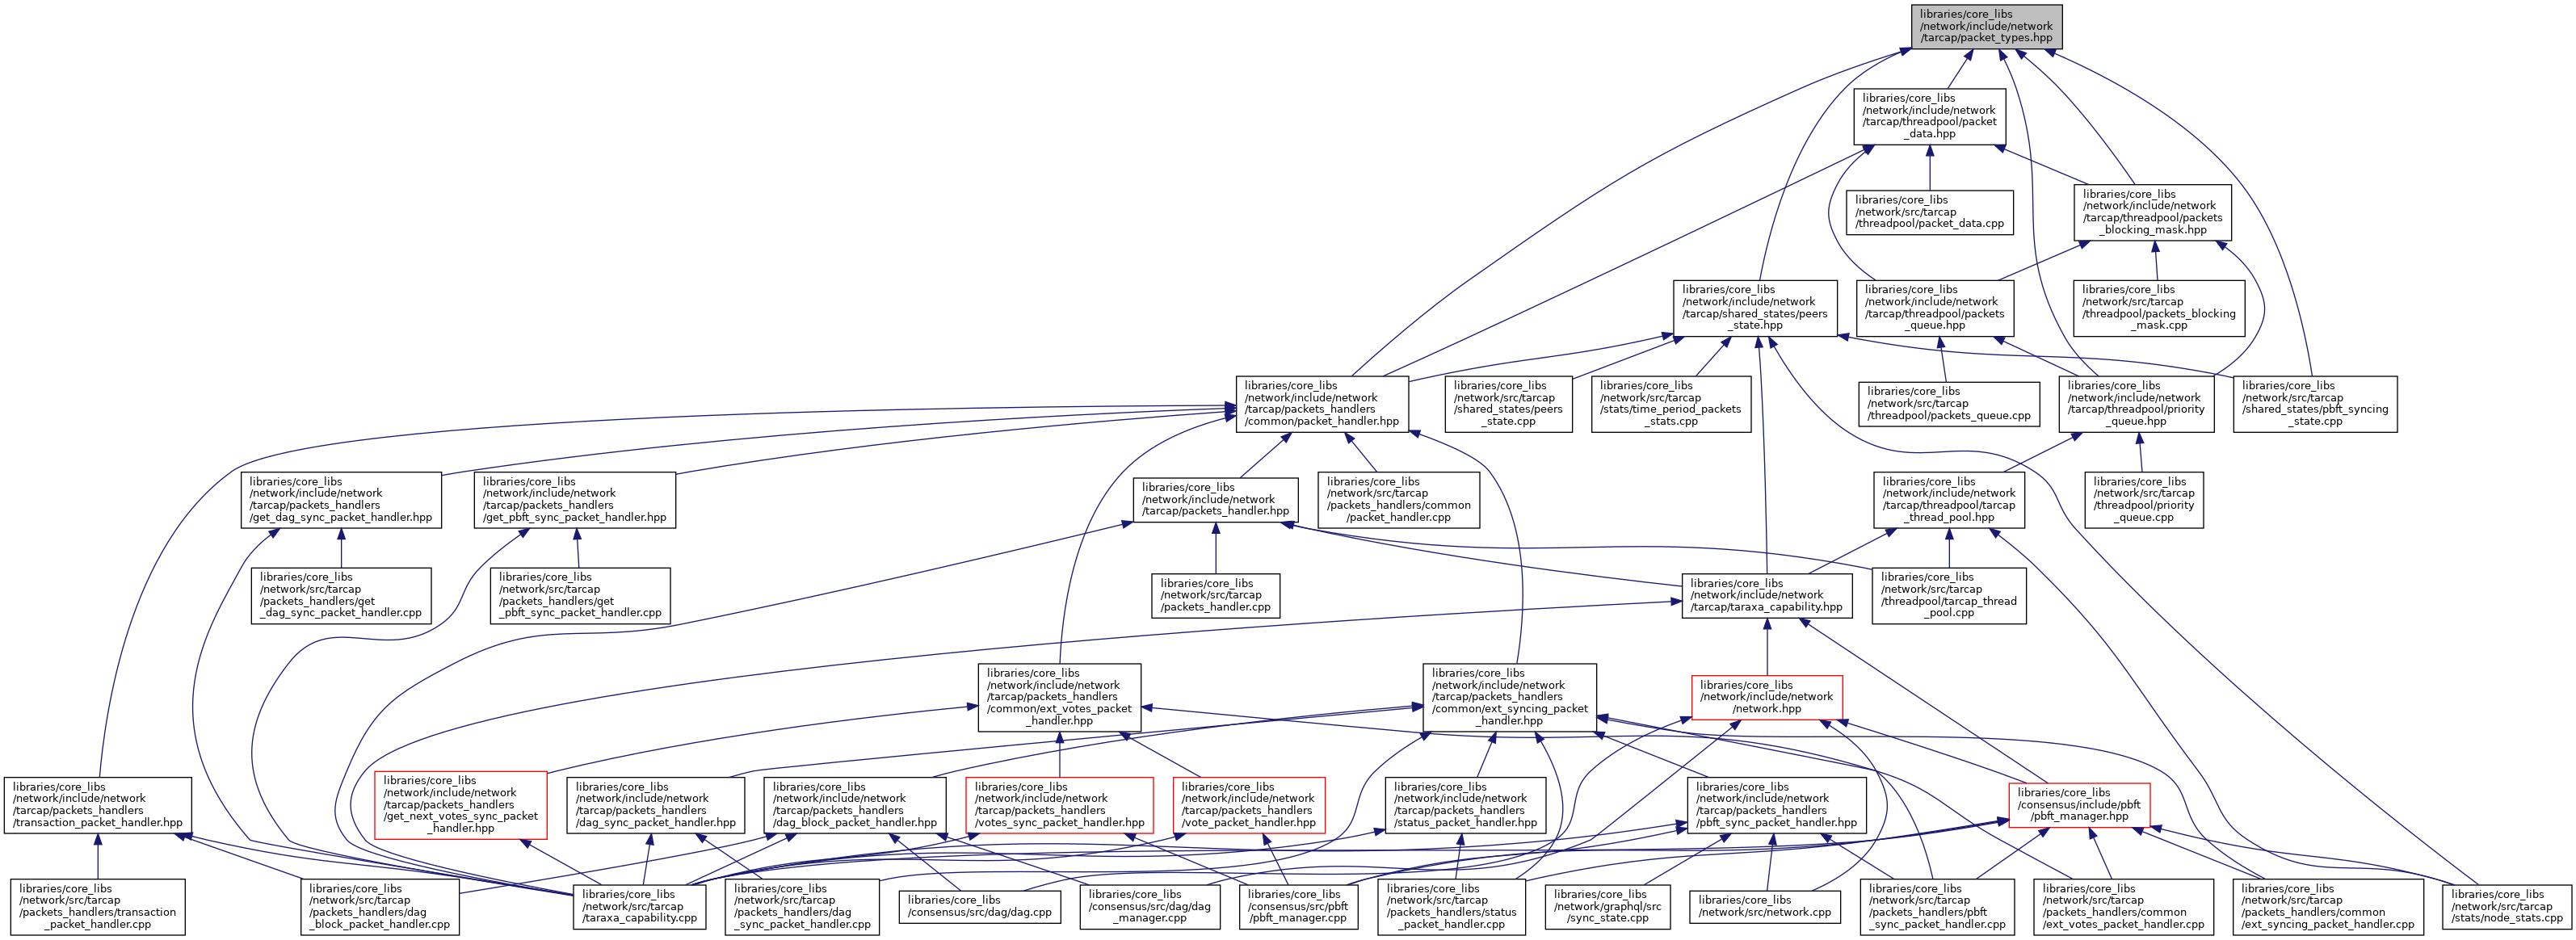 libraries/core_libs
/network/include/network
/tarcap/packet_types.hpp
libraries/core_libs
/network/include/network
/tarcap/threadpool/packet
_data.hpp
libraries/core_libs
/network/src/tarcap
/threadpool/packet_data.cpp
libraries/core_libs
/network/include/network
/tarcap/threadpool/packets
_blocking_mask.hpp
libraries/core_libs
/network/include/network
/tarcap/shared_states/peers
_state.hpp
libraries/core_libs
/network/include/network
/tarcap/threadpool/packets
_queue.hpp
libraries/core_libs
/network/src/tarcap
/threadpool/packets_blocking
_mask.cpp
libraries/core_libs
/network/include/network
/tarcap/packets_handlers
/common/packet_handler.hpp
libraries/core_libs
/network/src/tarcap
/shared_states/peers
_state.cpp
libraries/core_libs
/network/src/tarcap
/stats/time_period_packets
_stats.cpp
libraries/core_libs
/network/src/tarcap
/threadpool/packets_queue.cpp
libraries/core_libs
/network/include/network
/tarcap/threadpool/priority
_queue.hpp
libraries/core_libs
/network/src/tarcap
/shared_states/pbft_syncing
_state.cpp
libraries/core_libs
/network/include/network
/tarcap/packets_handlers
/get_dag_sync_packet_handler.hpp
libraries/core_libs
/network/include/network
/tarcap/packets_handlers
/get_pbft_sync_packet_handler.hpp
libraries/core_libs
/network/include/network
/tarcap/packets_handler.hpp
libraries/core_libs
/network/src/tarcap
/packets_handlers/common
/packet_handler.cpp
libraries/core_libs
/network/include/network
/tarcap/threadpool/tarcap
_thread_pool.hpp
libraries/core_libs
/network/src/tarcap
/threadpool/priority
_queue.cpp
libraries/core_libs
/network/src/tarcap
/packets_handlers/get
_dag_sync_packet_handler.cpp
libraries/core_libs
/network/src/tarcap
/packets_handlers/get
_pbft_sync_packet_handler.cpp
libraries/core_libs
/network/src/tarcap
/packets_handler.cpp
libraries/core_libs
/network/include/network
/tarcap/taraxa_capability.hpp
libraries/core_libs
/network/src/tarcap
/threadpool/tarcap_thread
_pool.cpp
libraries/core_libs
/network/include/network
/tarcap/packets_handlers
/common/ext_votes_packet
_handler.hpp
libraries/core_libs
/network/include/network
/tarcap/packets_handlers
/common/ext_syncing_packet
_handler.hpp
libraries/core_libs
/network/include/network
/network.hpp
libraries/core_libs
/network/include/network
/tarcap/packets_handlers
/transaction_packet_handler.hpp
libraries/core_libs
/network/include/network
/tarcap/packets_handlers
/get_next_votes_sync_packet
_handler.hpp
libraries/core_libs
/network/include/network
/tarcap/packets_handlers
/dag_sync_packet_handler.hpp
libraries/core_libs
/network/include/network
/tarcap/packets_handlers
/dag_block_packet_handler.hpp
libraries/core_libs
/network/include/network
/tarcap/packets_handlers
/votes_sync_packet_handler.hpp
libraries/core_libs
/network/include/network
/tarcap/packets_handlers
/vote_packet_handler.hpp
libraries/core_libs
/network/include/network
/tarcap/packets_handlers
/status_packet_handler.hpp
libraries/core_libs
/network/include/network
/tarcap/packets_handlers
/pbft_sync_packet_handler.hpp
libraries/core_libs
/consensus/include/pbft
/pbft_manager.hpp
libraries/core_libs
/network/src/tarcap
/packets_handlers/transaction
_packet_handler.cpp
libraries/core_libs
/network/src/tarcap
/packets_handlers/dag
_block_packet_handler.cpp
libraries/core_libs
/network/src/tarcap
/taraxa_capability.cpp
libraries/core_libs
/network/src/tarcap
/packets_handlers/dag
_sync_packet_handler.cpp
libraries/core_libs
/consensus/src/dag/dag.cpp
libraries/core_libs
/consensus/src/dag/dag
_manager.cpp
libraries/core_libs
/consensus/src/pbft
/pbft_manager.cpp
libraries/core_libs
/network/src/tarcap
/packets_handlers/status
_packet_handler.cpp
libraries/core_libs
/network/graphql/src
/sync_state.cpp
libraries/core_libs
/network/src/network.cpp
libraries/core_libs
/network/src/tarcap
/packets_handlers/pbft
_sync_packet_handler.cpp
libraries/core_libs
/network/src/tarcap
/packets_handlers/common
/ext_votes_packet_handler.cpp
libraries/core_libs
/network/src/tarcap
/packets_handlers/common
/ext_syncing_packet_handler.cpp
libraries/core_libs
/network/src/tarcap
/stats/node_stats.cpp